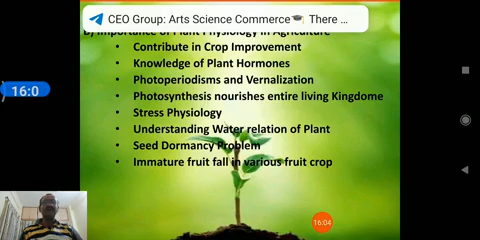 CEO Group: Arts Science Commerce🎓 There ...
B) Importance of Plant Physiology in Agriculture
• Contribute in Crop Improvement
• Knowledge of Plant Hormones
• Photoperiodisms and Vernalization
• Photosynthesis nourishes entire living Kingdome
• Stress Physiology
• Understanding Water relation of Plant
• Seed Dormancy Problem
• Immature fruit fall in various fruit crop
16:0
16:04